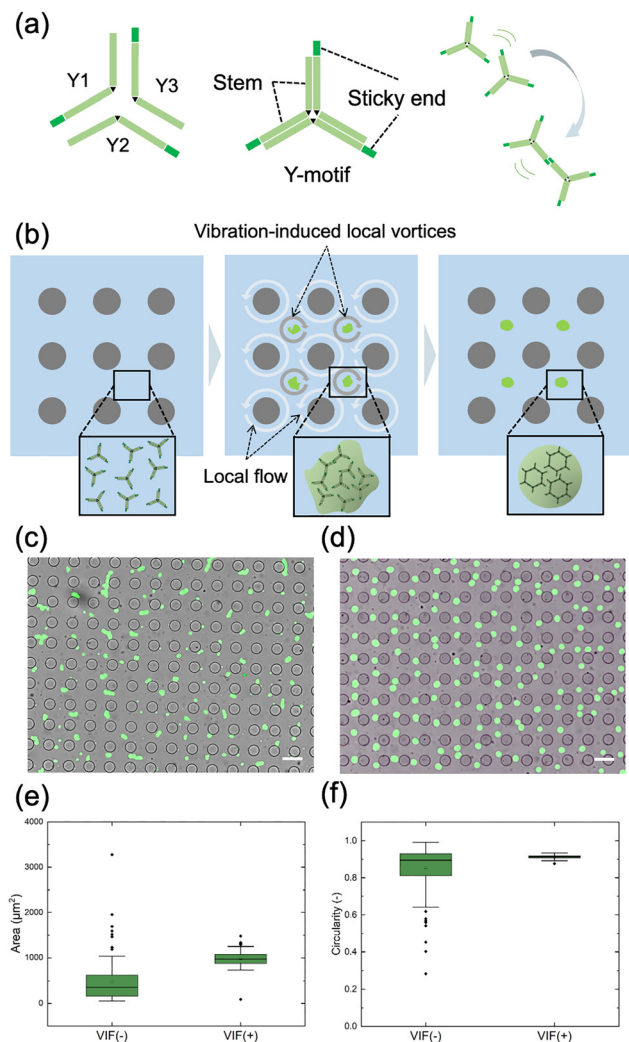 (a)
Y1
Y3
Y2
Stem
Sticky end
Y-motif
(b)
Vibration-induced local vortices
Local flow
(c)
(d)
(e)
4000
3000
2000
1000
0
Area (μm²)
VIF(-)
VIF(+)
(f)
1.0
0.8
0.6
0.4
0.2
0.0
Circularity (-)
VIF(-)
VIF(+)